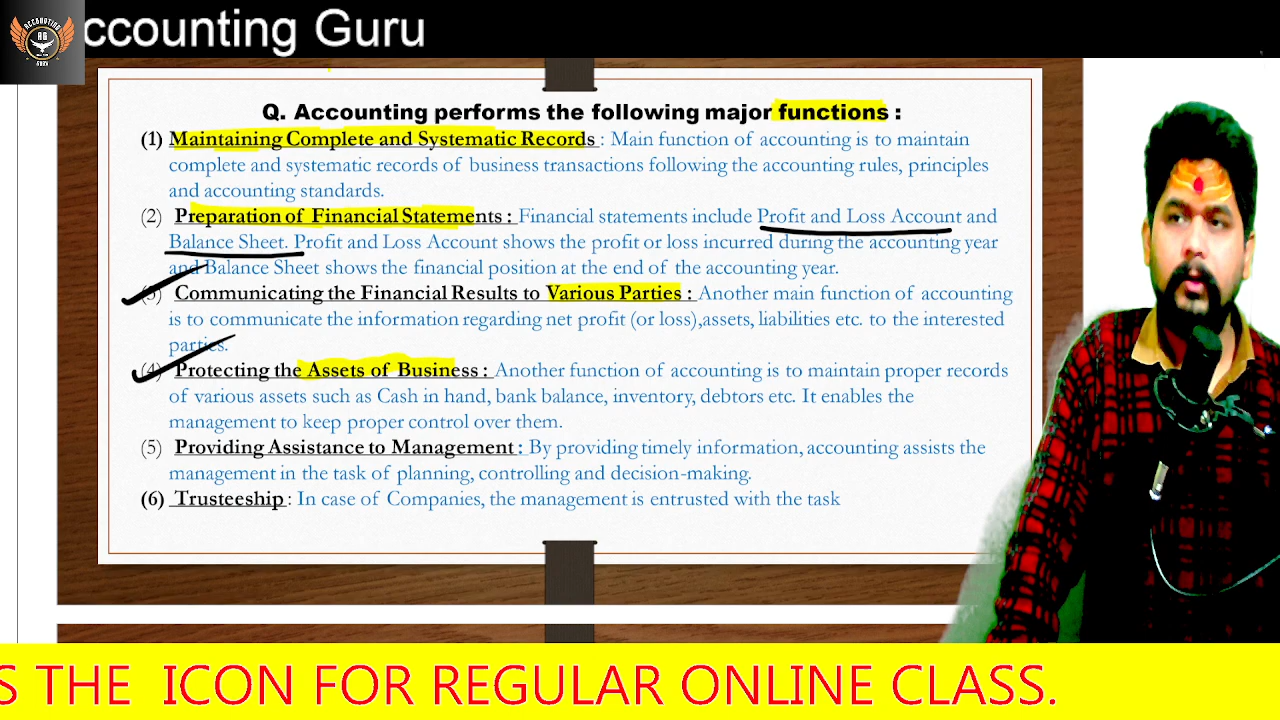 ccounting Guru
ACCOUNTING
AG
GURU
Q. Accounting performs the following major functions :
(1) Maintaining Complete and Systematic Records : Main function of accounting is to maintain
complete and systematic records of business transactions following the accounting rules, principles
and accounting standards.
(2) Preparation of Financial Statements : Financial statements include Profit and Loss Account and
Balance Sheet. Profit and Loss Account shows the profit or loss incurred during the accounting year
and Balance Sheet shows the financial position at the end of the accounting year.
(3) Communicating the Financial Results to Various Parties : Another main function of accounting
is to communicate the information regarding net profit (or loss),assets, liabilities etc. to the interested
parties.
(4) Protecting the Assets of Business : Another function of accounting is to maintain proper records
of various assets such as Cash in hand, bank balance, inventory, debtors etc. It enables the
management to keep proper control over them.
(5) Providing Assistance to Management : By providing timely information, accounting assists the
management in the task of planning, controlling and decision-making.
(6) Trusteeship : In case of Companies, the management is entrusted with the task
S THE ICON FOR REGULAR ONLINE CLASS.